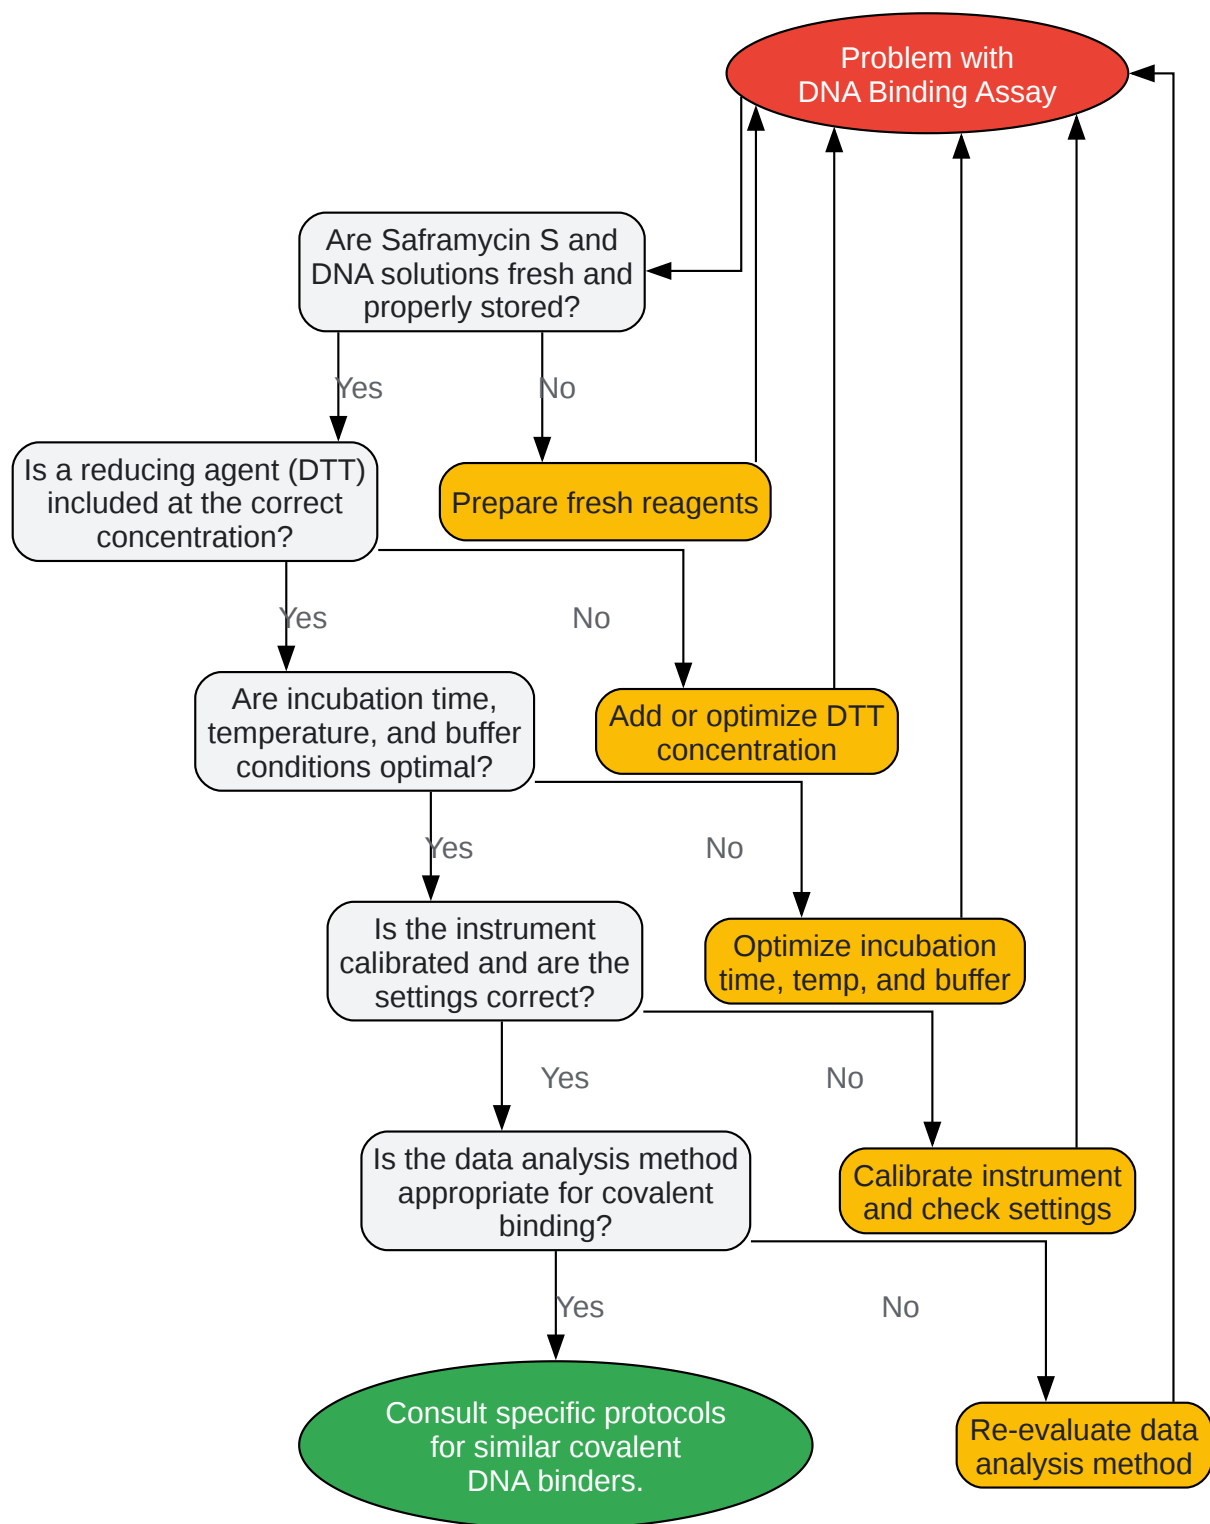 Problem with
DNA Binding Assay
Are Saframycin S and
DNA solutions fresh and
properly stored?
Yes
No
Is a reducing agent (DTT)
included at the correct
concentration?
Prepare fresh reagents
Yes
No
Are incubation time,
temperature, and buffer
conditions optimal?
Add or optimize DTT
concentration
Yes
No
Is the instrument
calibrated and are the
settings correct?
Optimize incubation
time, temp, and buffer
Yes
No
Is the data analysis method
appropriate for covalent
binding?
Calibrate instrument
and check settings
Yes
No
Consult specific protocols
for similar covalent
DNA binders.
Re-evaluate data
analysis method